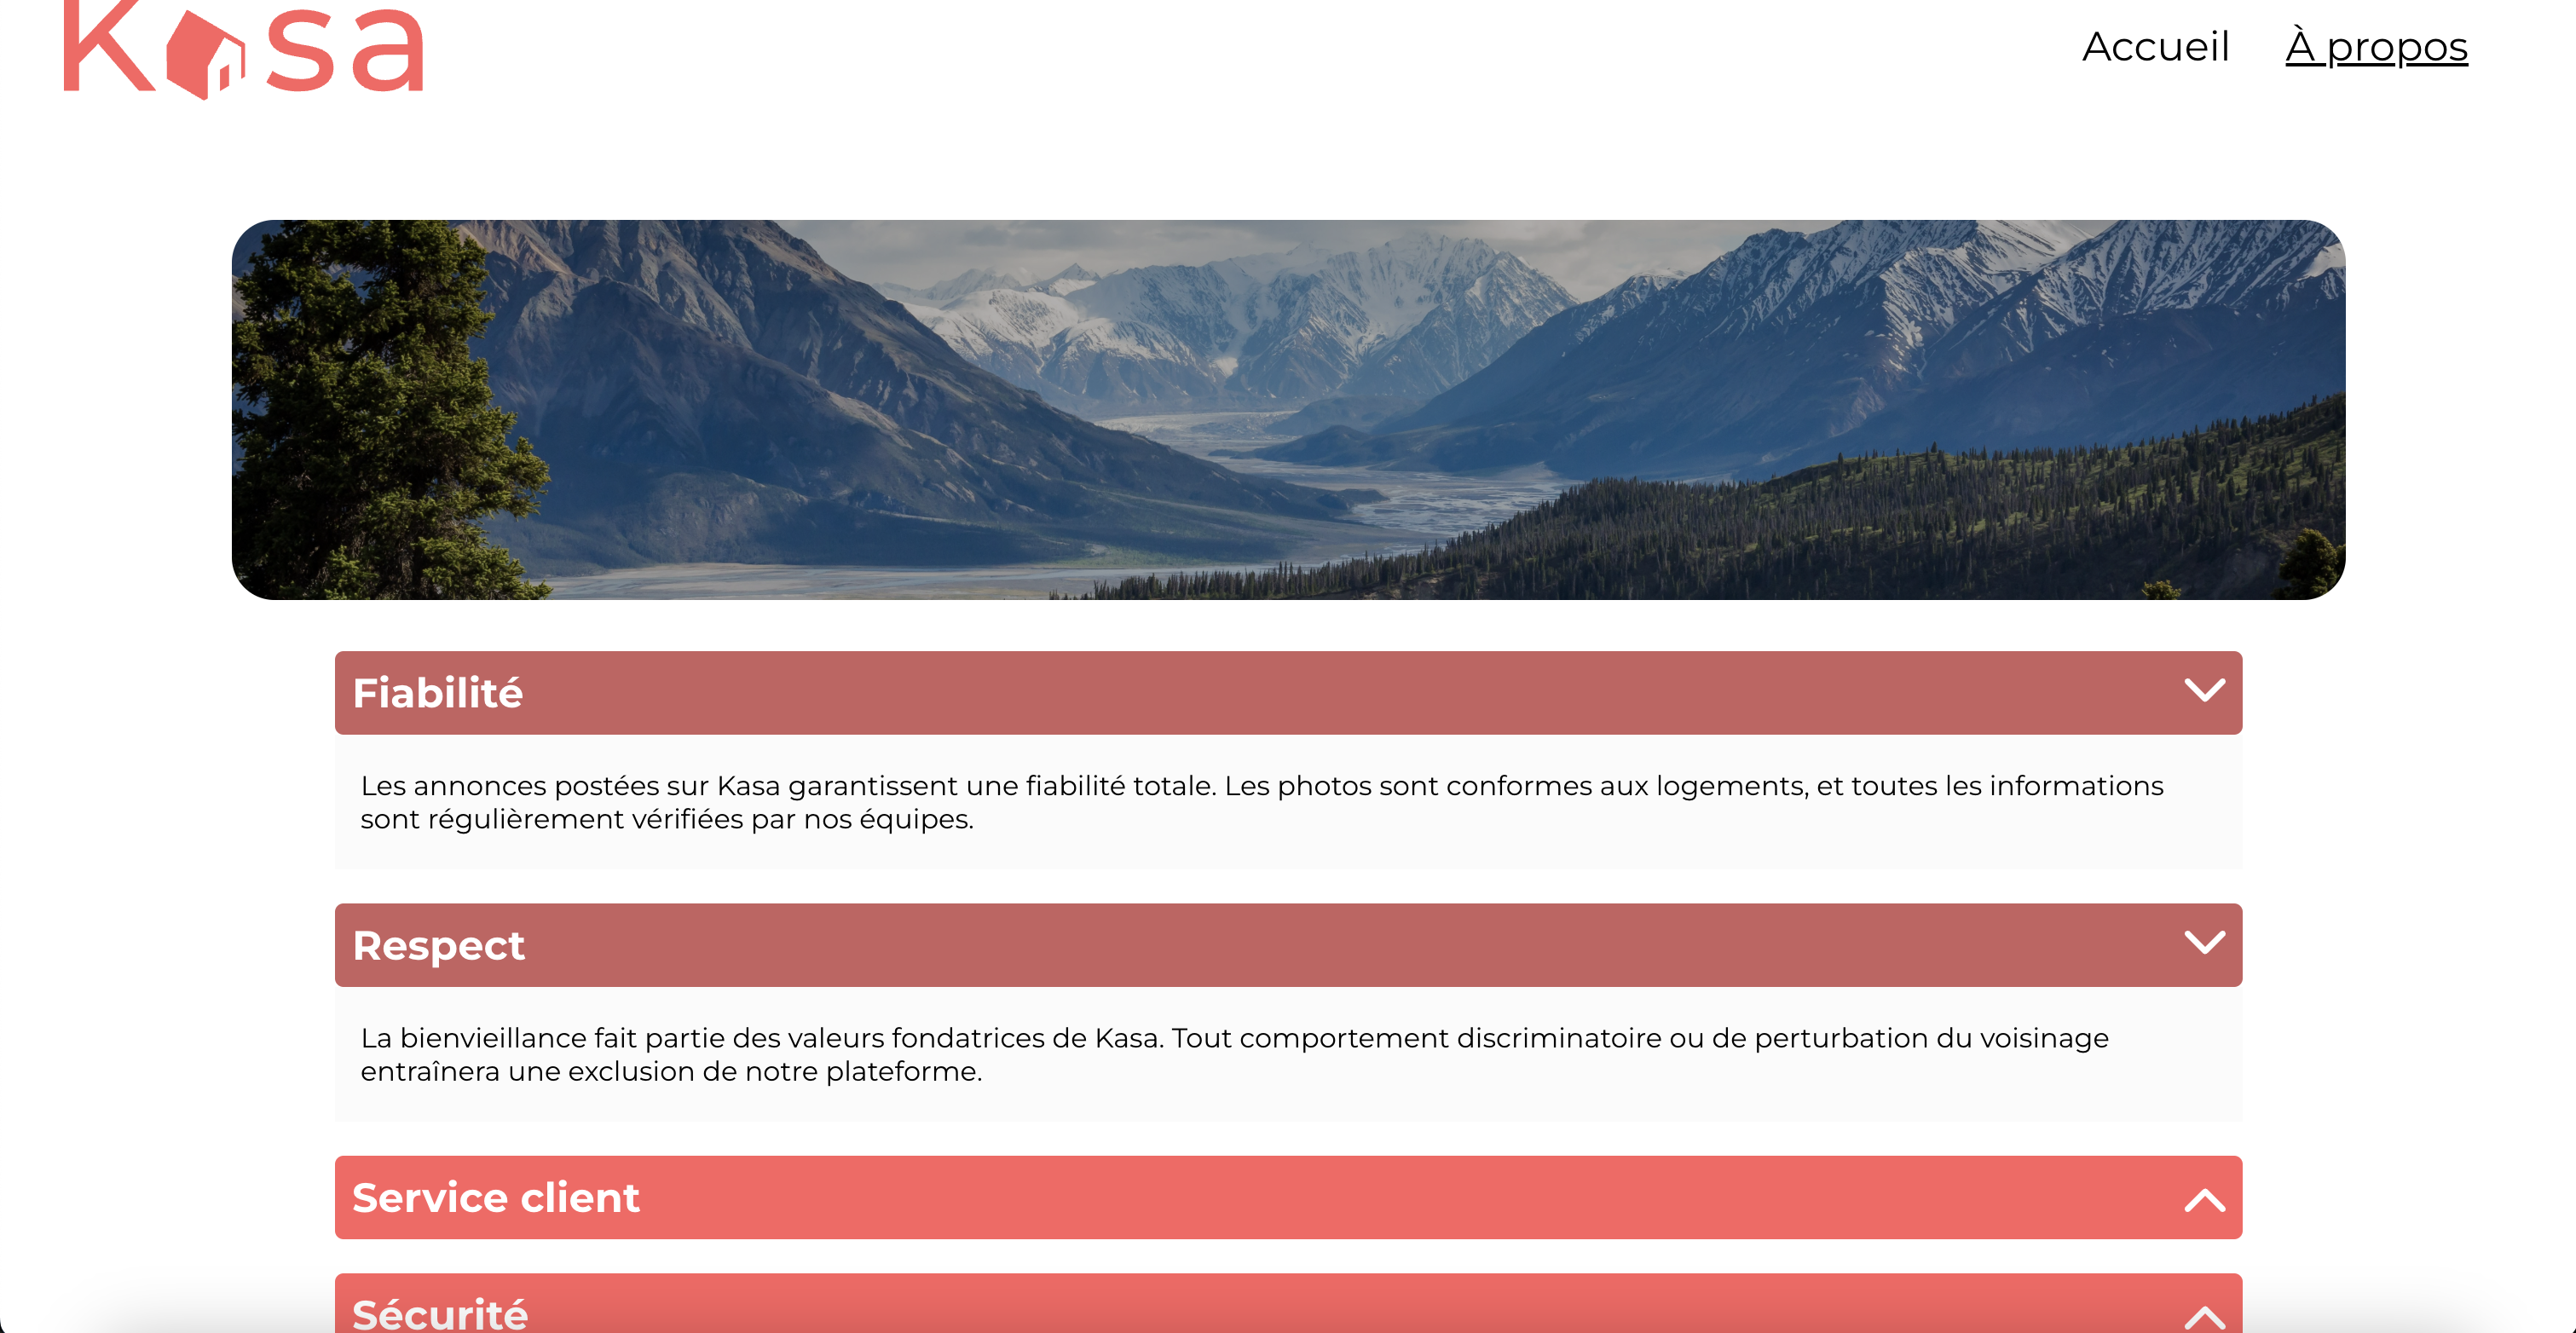 Kasa
Accueil À propos
Fiabilité
Les annonces postées sur Kasa garantissent une fiabilité totale. Les photos sont conformes aux logements, et toutes les informations
sont régulièrement vérifiées par nos équipes.
Respect
La bienvieillance fait partie des valeurs fondatrices de Kasa. Tout comportement discriminatoire ou de perturbation du voisinage
entraînera une exclusion de notre plateforme.
Service client
Sécurité